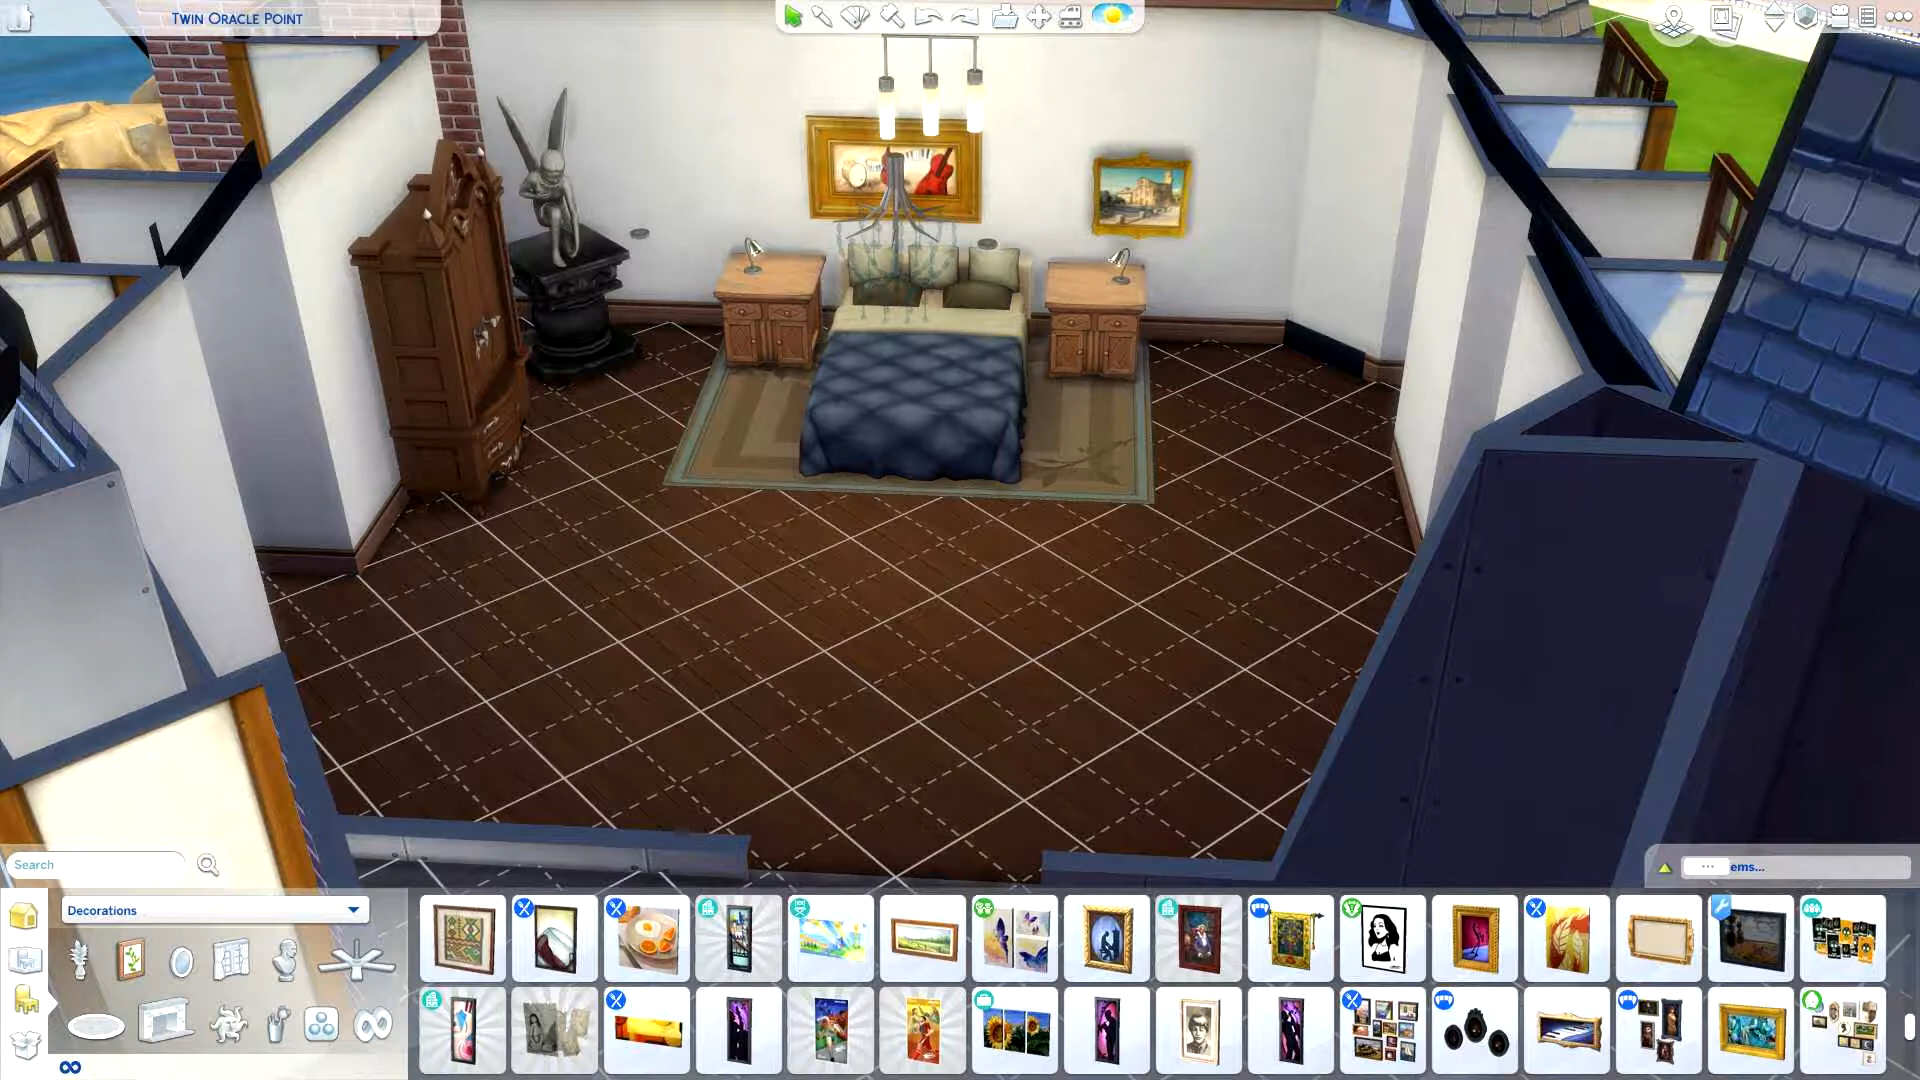 Twin Oracle Point
Search
ems...
Decorations